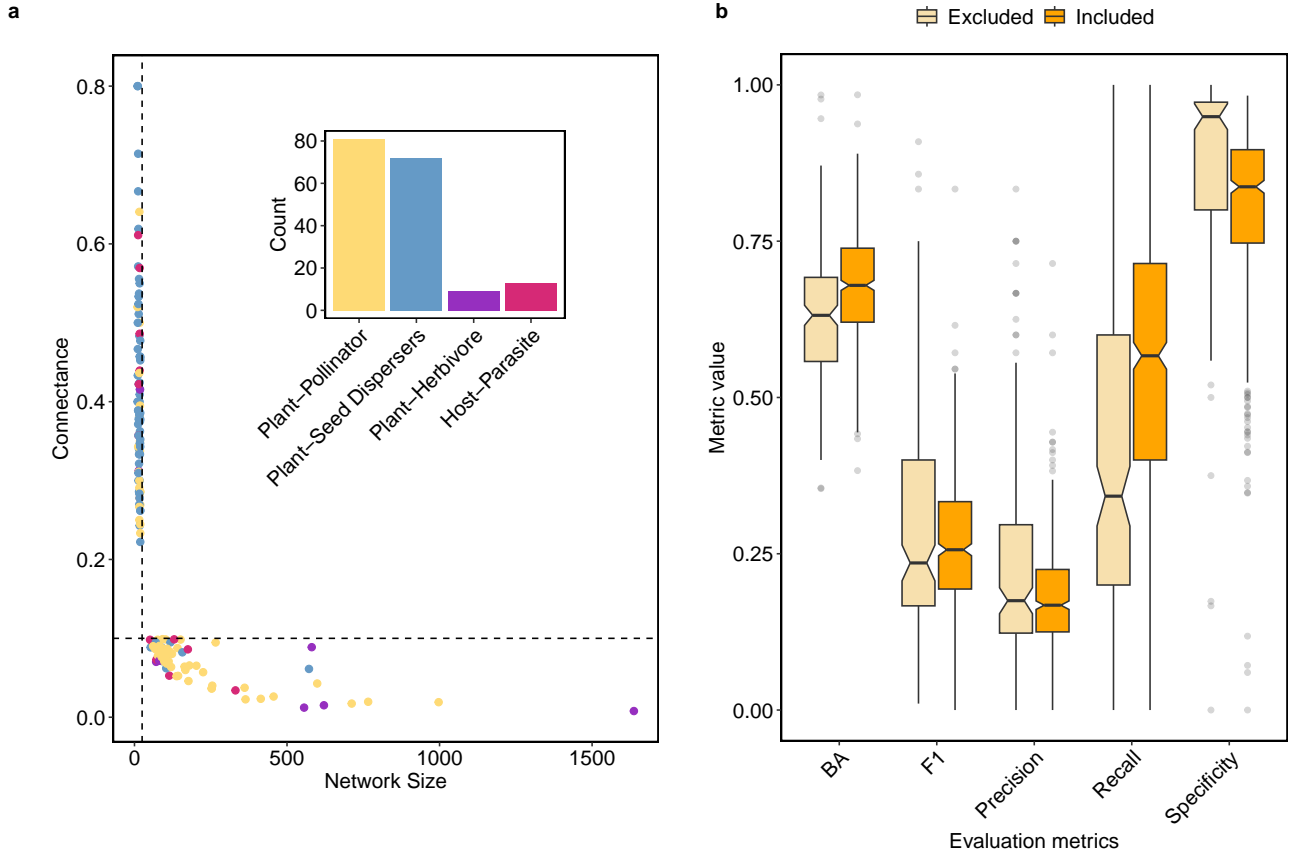 a
Connectance
0.8
0.6
0.4
0.2
0.0
0
500
1000
1500
Network Size
Count
80
60
40
20
0
Plant−Pollinator
Plant−Seed Dispersers
Plant−Herbivore
Host−Parasite
b
Excluded
Included
Metric value
1.00
0.75
0.50
0.25
0.00
BA
F1
Precision
Recall
Specificity
Evaluation metrics